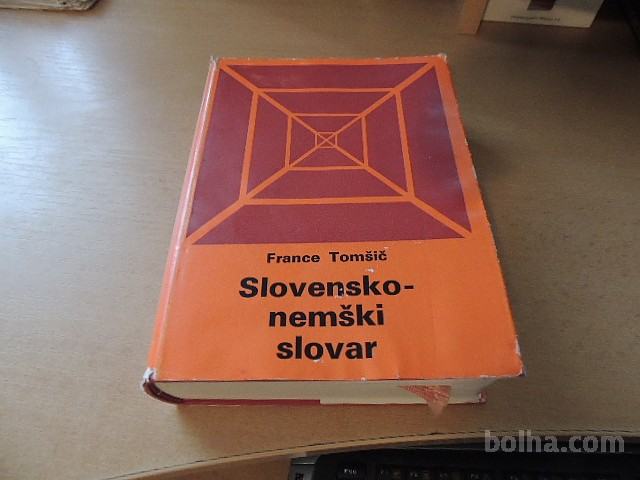 France Tomšič
Slovensko-
nemški
slovar
bolha.com